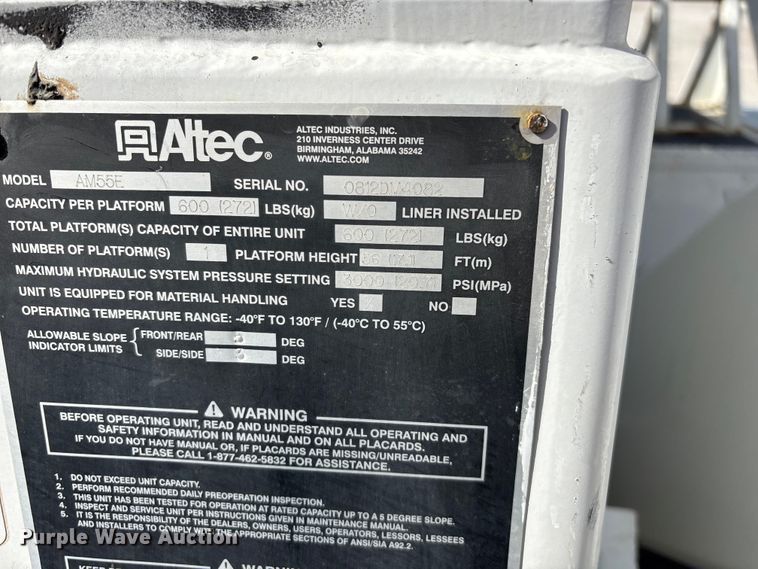 Altec®
ALTEC INDUSTRIES, INC.
210 INVERNESS CENTER DRIVE
BIRMINGHAM, ALABAMA 35242
WWW.ALTEC.COM
MODEL AM55E SERIAL NO. 0812DM4082
CAPACITY PER PLATFORM 600 (272) LBS(kg) W/O LINER INSTALLED
TOTAL PLATFORM(S) CAPACITY OF ENTIRE UNIT 600 (272) LBS(kg)
NUMBER OF PLATFORM(S) 1 PLATFORM HEIGHT FT(m)
MAXIMUM HYDRAULIC SYSTEM PRESSURE SETTING 3000 PSI(MPa)
UNIT IS EQUIPPED FOR MATERIAL HANDLING YES NO
OPERATING TEMPERATURE RANGE: -40°F TO 130°F / (-40°C TO 55°C)
ALLOWABLE SLOPE INDICATOR LIMITS { FRONT/REAR DEG
SIDE/SIDE DEG
⚠ WARNING
BEFORE OPERATING UNIT, READ AND UNDERSTAND ALL OPERATING AND
SAFETY INFORMATION IN MANUAL AND ON ALL PLACARDS.
IF YOU DO NOT HAVE MANUAL OR, IF PLACARDS ARE MISSING/UNREADABLE,
PLEASE CALL 1-877-462-5832 FOR ASSISTANCE.
1. DO NOT EXCEED UNIT CAPACITY.
2. PERFORM RECOMMENDED DAILY PREOPERATION INSPECTION.
3. THIS UNIT HAS BEEN TESTED FOR OPERATION AT RATED CAPACITY UP TO A 5 DEGREE SLOPE.
4. INSPECT AND SERVICE UNIT PER INSTRUCTIONS GIVEN IN MAINTENANCE MANUAL.
5. IT IS THE RESPONSIBILITY OF THE DEALERS, OWNERS, USERS, OPERATORS, LESSORS, LESSEES
AND INSTALLERS TO COMPLY WITH THE APPROPRIATE SECTIONS OF ANSI/SIA A92.2.
⚠ WARNING
Purple Wave Auction